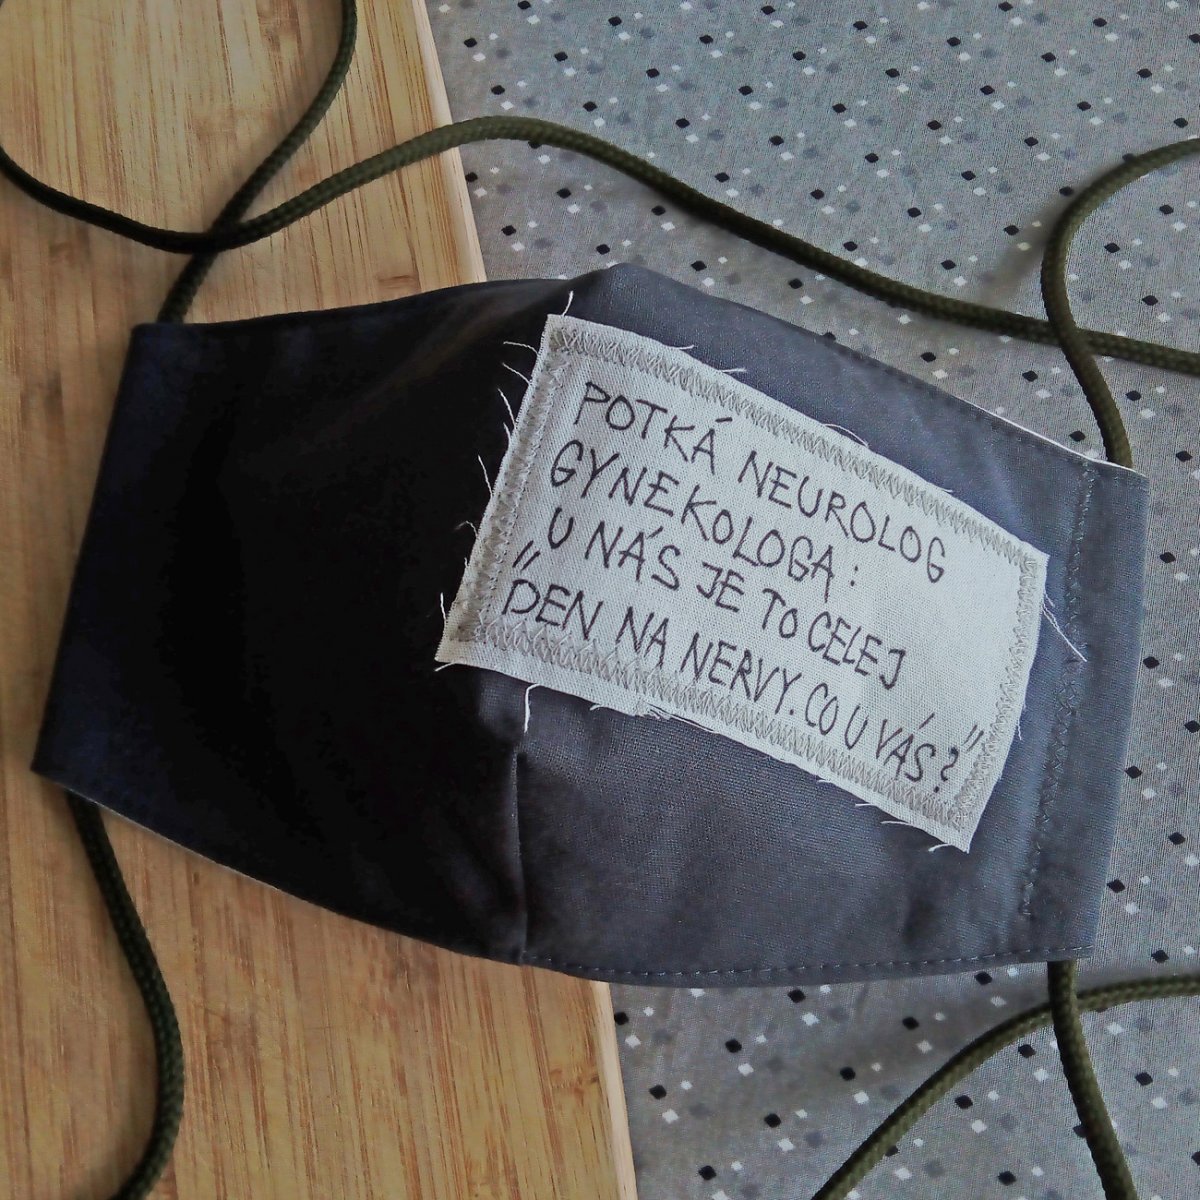 POTKÁ NEUROLOG
GYNEKOLOGA:
"U NÁS JE TO CELEJ
DEN NA NERVY. CO U VÁS?"